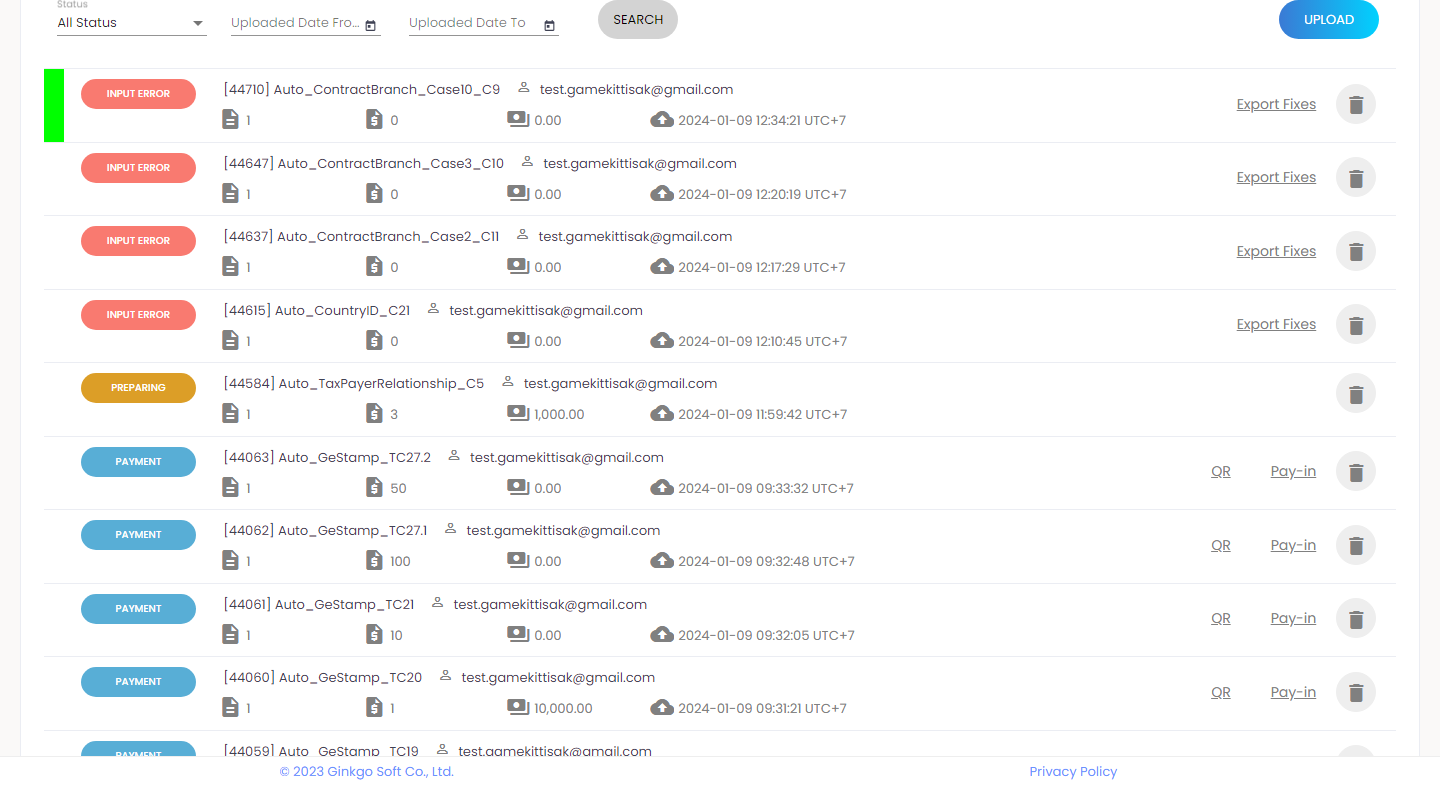 Status
All Status
Uploaded Date Fro...
Uploaded Date To
SEARCH
UPLOAD
INPUT ERROR
[44710] Auto_ContractBranch_Case10_C9 test.gamekittisak@gmail.com
1 0 0.00 2024-01-09 12:34:21 UTC+7
Export Fixes
INPUT ERROR
[44647] Auto_ContractBranch_Case3_C10 test.gamekittisak@gmail.com
1 0 0.00 2024-01-09 12:20:19 UTC+7
Export Fixes
INPUT ERROR
[44637] Auto_ContractBranch_Case2_C11 test.gamekittisak@gmail.com
1 0 0.00 2024-01-09 12:17:29 UTC+7
Export Fixes
INPUT ERROR
[44615] Auto_CountryID_C21 test.gamekittisak@gmail.com
1 0 0.00 2024-01-09 12:10:45 UTC+7
Export Fixes
PREPARING
[44584] Auto_TaxPayerRelationship_C5 test.gamekittisak@gmail.com
1 3 1,000.00 2024-01-09 11:59:42 UTC+7
PAYMENT
[44063] Auto_GeStamp_TC27.2 test.gamekittisak@gmail.com
1 50 0.00 2024-01-09 09:33:32 UTC+7
QR Pay-in
PAYMENT
[44062] Auto_GeStamp_TC27.1 test.gamekittisak@gmail.com
1 100 0.00 2024-01-09 09:32:48 UTC+7
QR Pay-in
PAYMENT
[44061] Auto_GeStamp_TC21 test.gamekittisak@gmail.com
1 10 0.00 2024-01-09 09:32:05 UTC+7
QR Pay-in
PAYMENT
[44060] Auto_GeStamp_TC20 test.gamekittisak@gmail.com
1 1 10,000.00 2024-01-09 09:31:21 UTC+7
QR Pay-in
PAYMENT
[44059] Auto_GeStamp_TC19 test.gamekittisak@gmail.com
© 2023 Ginkgo Soft Co., Ltd.
Privacy Policy